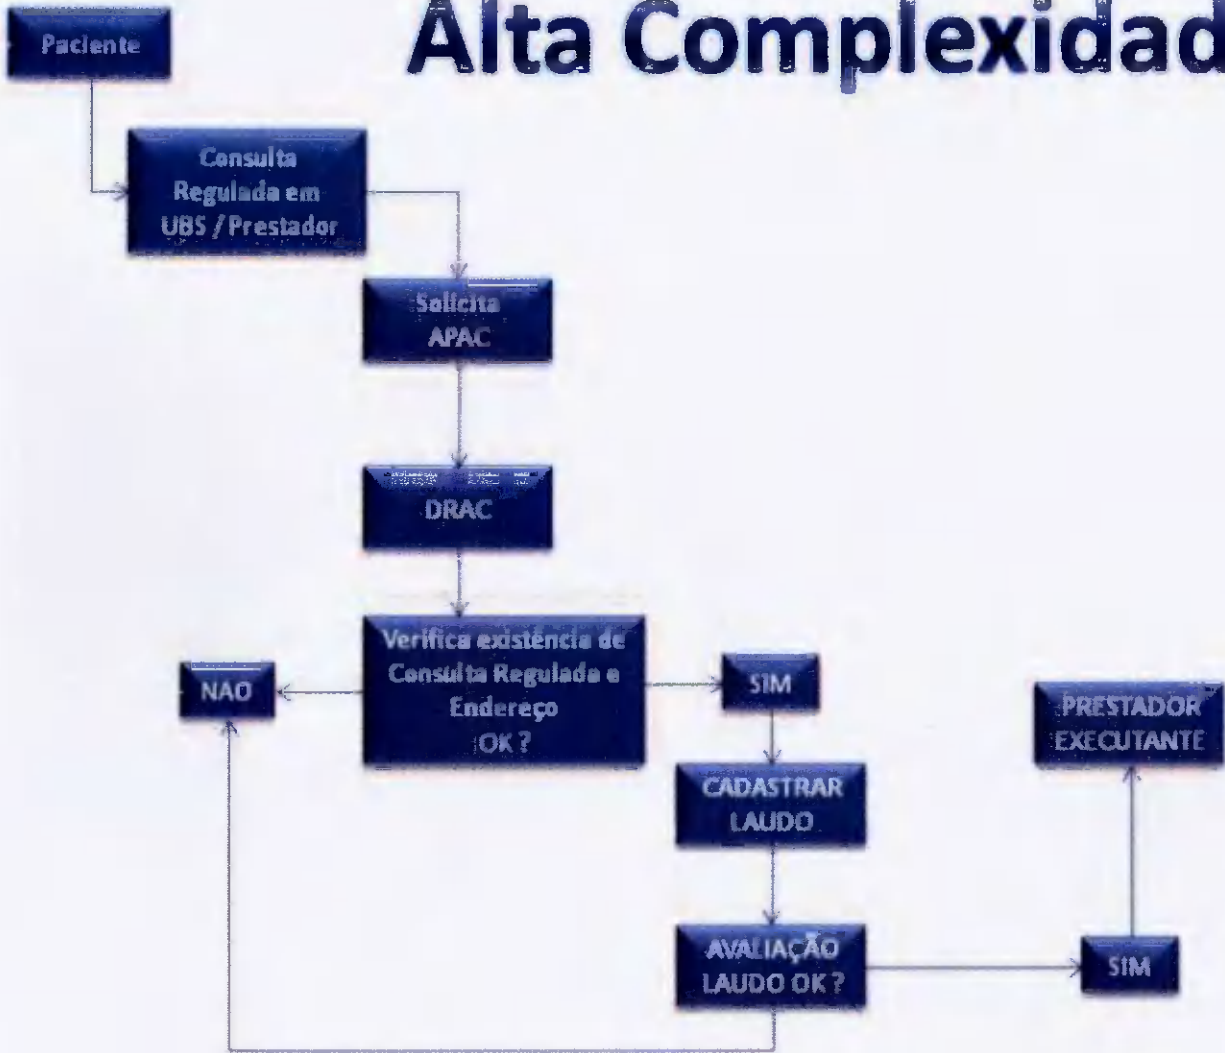 Alta Complexidad
Paciente
Consulta
Regulada em
UBS / Prestador
Solicita
APAC
DRAC
Verifica existência de
Consulta Regulada e
Endereço
OK ?
NAO
SIM
PRESTADOR
EXECUTANTE
CADASTRAR
LAUDO
AVALIAÇÃO
LAUDO OK ?
SIM